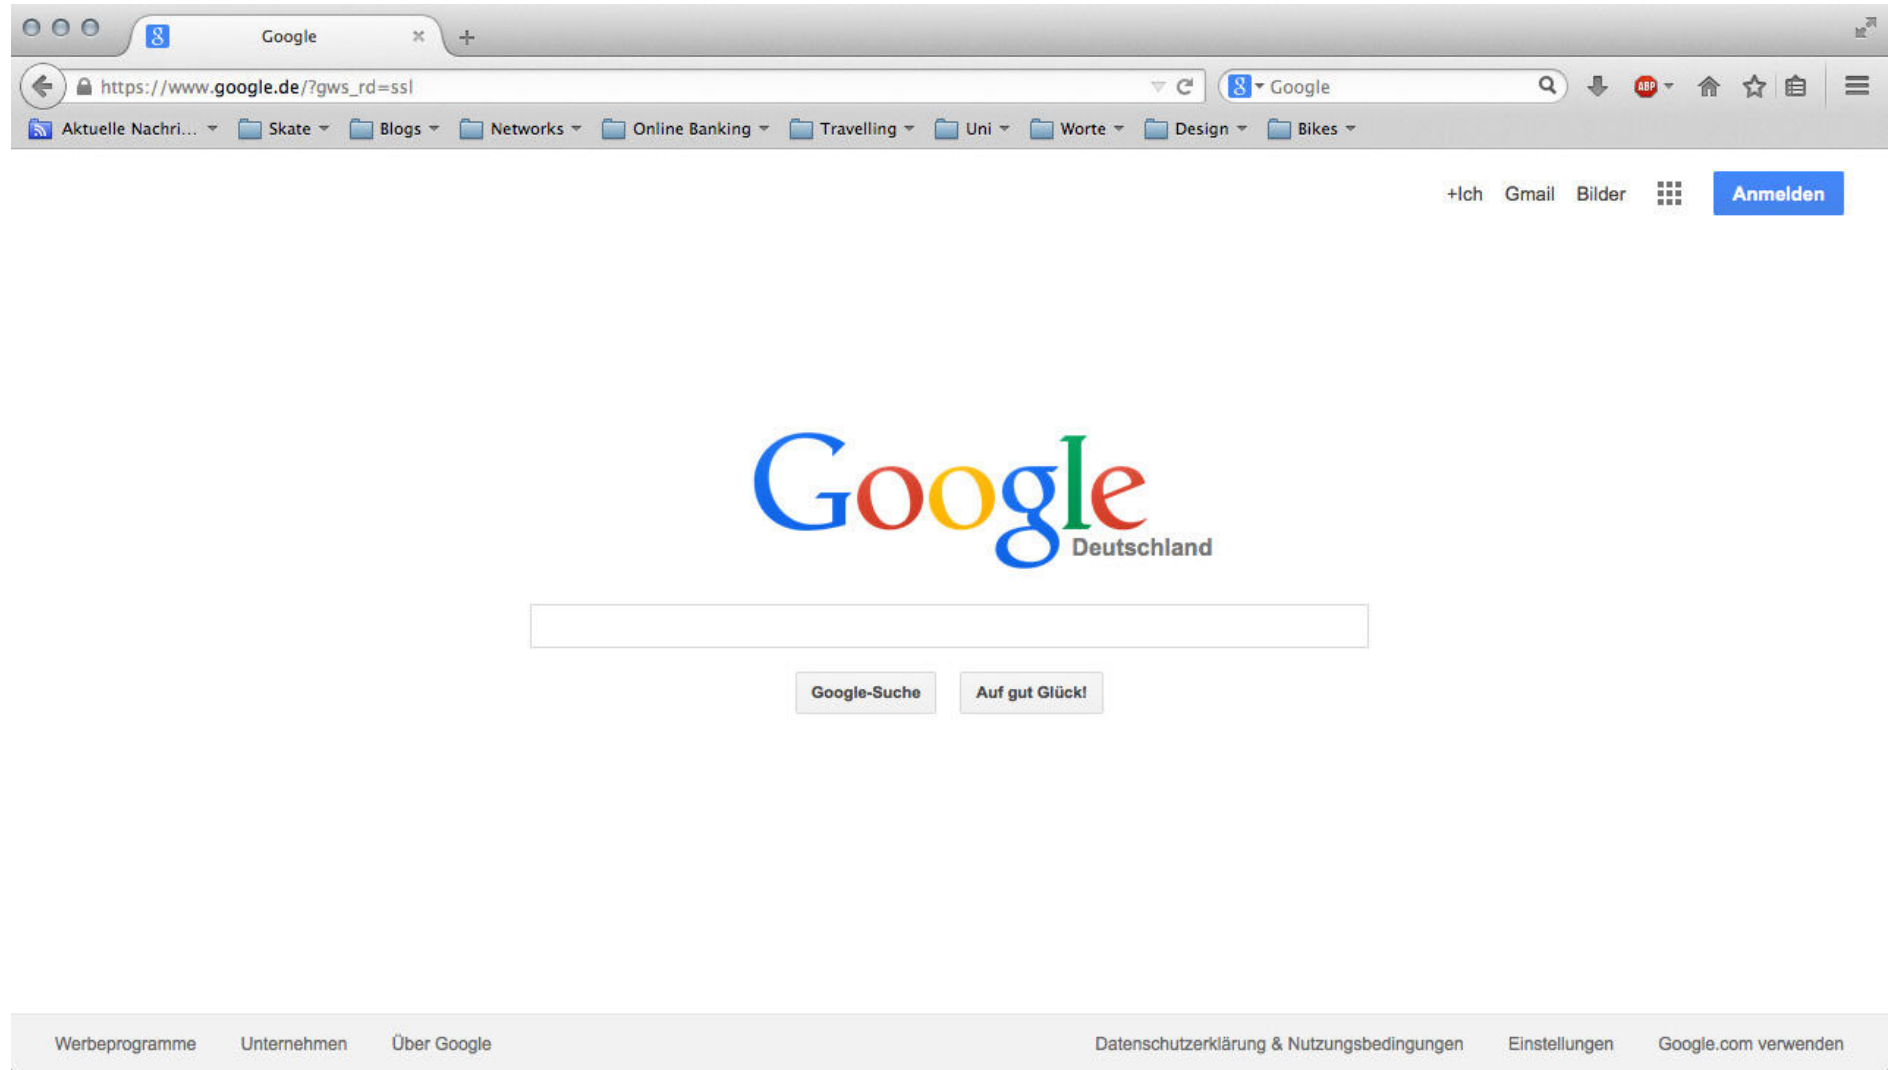 Google
https://www.google.de/?gws_rd=ssl
Google
ABP
Aktuelle Nachri... Skate Blogs Networks Online Banking Travelling Uni Worte Design Bikes
+Ich Gmail Bilder Anmelden
Google
Deutschland
Google-Suche Auf gut Glück!
Werbeprogramme Unternehmen Über Google Datenschutzerklärung & Nutzungsbedingungen Einstellungen Google.com verwenden